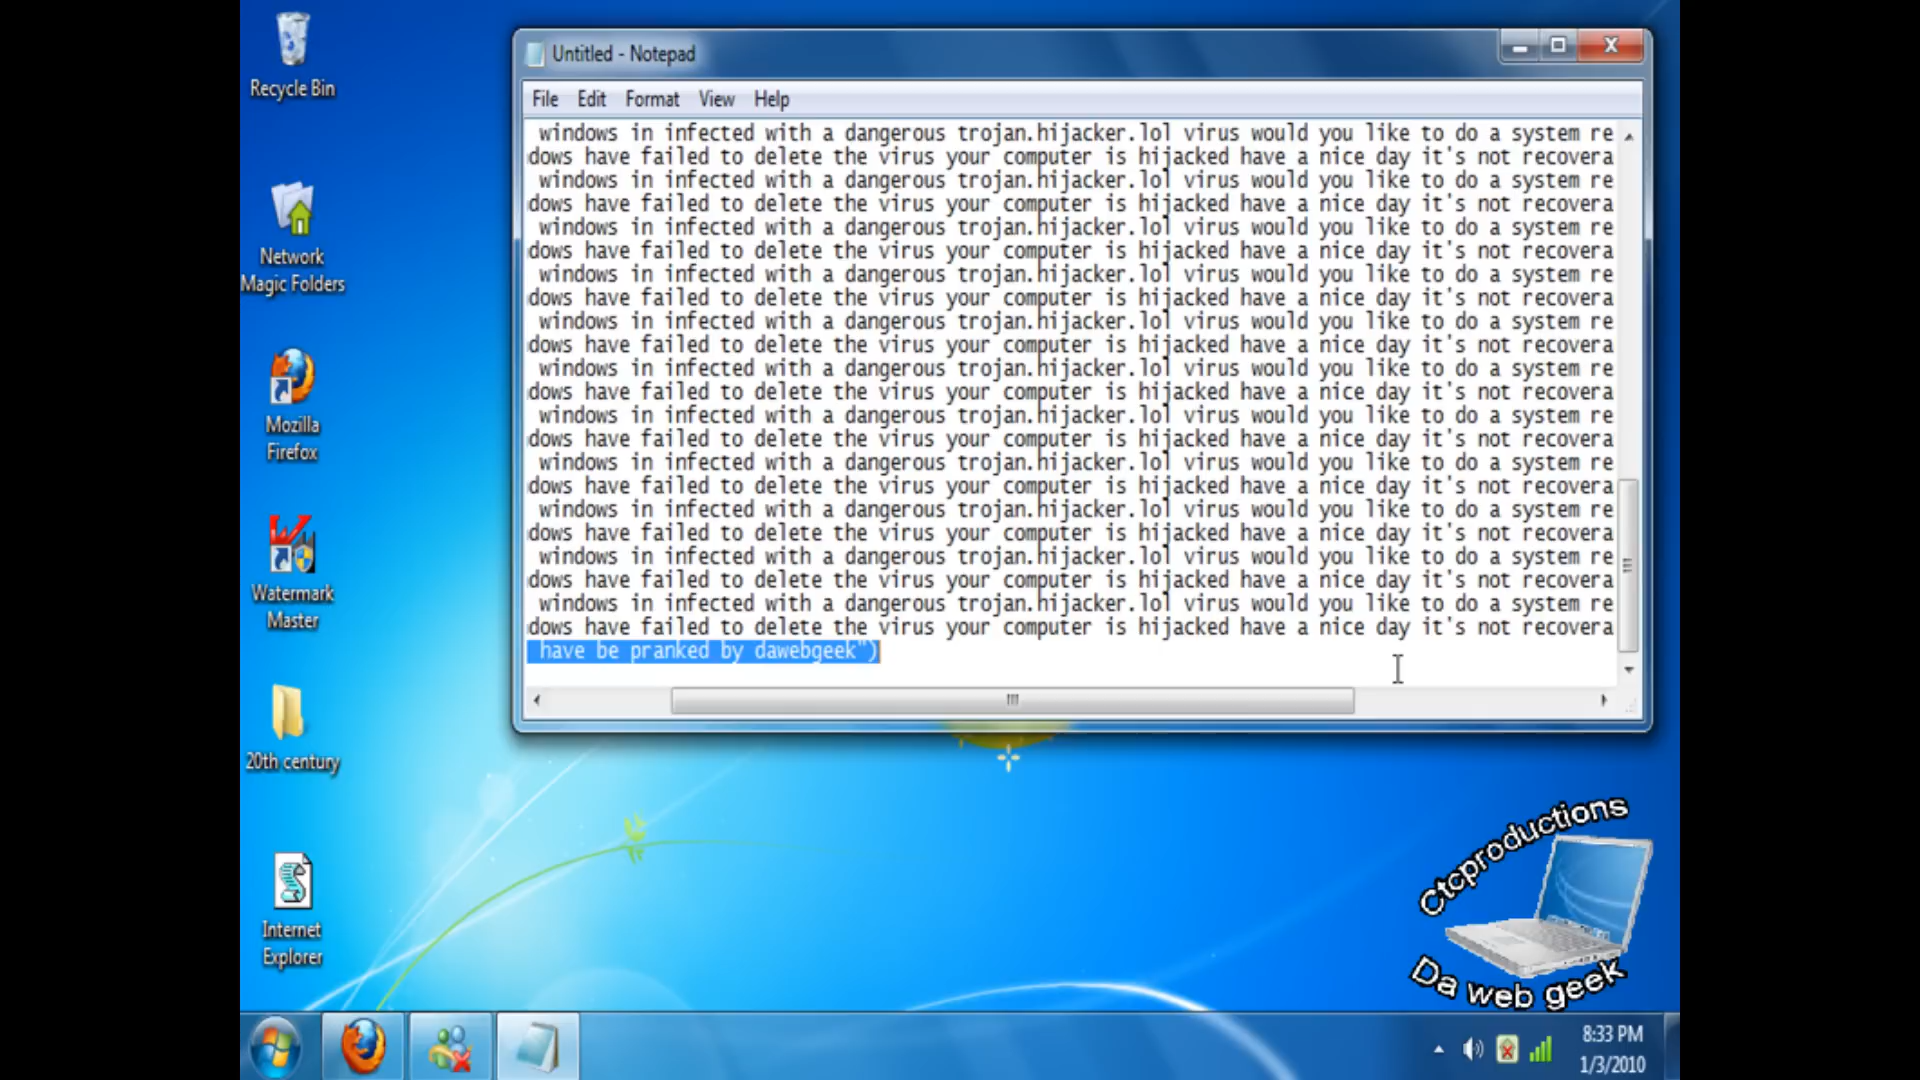 Recycle Bin
Network
Magic Folders
Mozilla
Firefox
Watermark
Master
20th century
Internet
Explorer
Untitled - Notepad
File Edit Format View Help
windows in infected with a dangerous trojan.hijacker.lol virus would you like to do a system re
dows have failed to delete the virus your computer is hijacked have a nice day it's not recovera
windows in infected with a dangerous trojan.hijacker.lol virus would you like to do a system re
dows have failed to delete the virus your computer is hijacked have a nice day it's not recovera
windows in infected with a dangerous trojan.hijacker.lol virus would you like to do a system re
dows have failed to delete the virus your computer is hijacked have a nice day it's not recovera
windows in infected with a dangerous trojan.hijacker.lol virus would you like to do a system re
dows have failed to delete the virus your computer is hijacked have a nice day it's not recovera
windows in infected with a dangerous trojan.hijacker.lol virus would you like to do a system re
dows have failed to delete the virus your computer is hijacked have a nice day it's not recovera
windows in infected with a dangerous trojan.hijacker.lol virus would you like to do a system re
dows have failed to delete the virus your computer is hijacked have a nice day it's not recovera
windows in infected with a dangerous trojan.hijacker.lol virus would you like to do a system re
dows have failed to delete the virus your computer is hijacked have a nice day it's not recovera
windows in infected with a dangerous trojan.hijacker.lol virus would you like to do a system re
dows have failed to delete the virus your computer is hijacked have a nice day it's not recovera
windows in infected with a dangerous trojan.hijacker.lol virus would you like to do a system re
dows have failed to delete the virus your computer is hijacked have a nice day it's not recovera
windows in infected with a dangerous trojan.hijacker.lol virus would you like to do a system re
dows have failed to delete the virus your computer is hijacked have a nice day it's not recovera
windows in infected with a dangerous trojan.hijacker.lol virus would you like to do a system re
dows have failed to delete the virus your computer is hijacked have a nice day it's not recovera
have be pranked by dawebgeek")
Ctcproductions
Da web geek
8:33 PM
1/3/2010